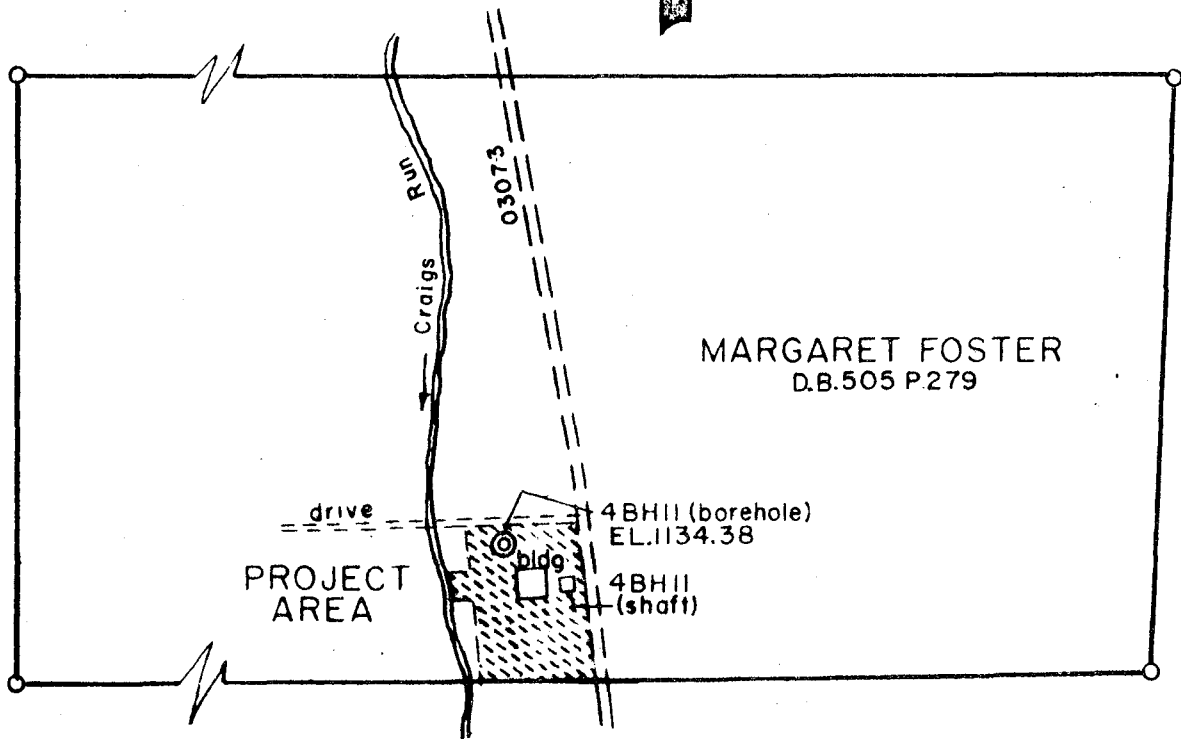 Run
Craigs
03073
MARGARET FOSTER
D.B.505 P.279
drive
4BH11 (borehole)
EL.1134.38
bldg
PROJECT
AREA
4BH11
(shaft)